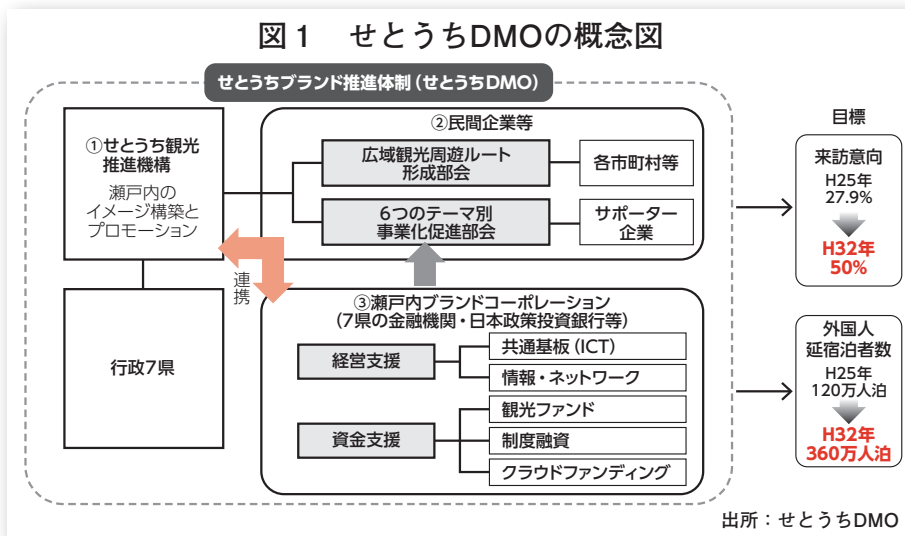 図1 せとうちDMOの概念図
せとうちブランド推進体制(せとうちDMO)
①せとうち観光
推進機構
瀬戸内の
イメージ構築と
プロモーション
行政7県
連携
②民間企業等
広域観光周遊ルート
形成部会
各市町村等
6つのテーマ別
事業化促進部会
サポーター
企業
③瀬戸内ブランドコーポレーション
(7県の金融機関・日本政策投資銀行等)
経営支援
共通基板(ICT)
情報・ネットワーク
資金支援
観光ファンド
制度融資
クラウドファンディング
目標
来訪意向
H25年
27.9%
H32年
50%
外国人
延宿泊者数
H25年
120万人泊
H32年
360万人泊
出所:せとうちDMO